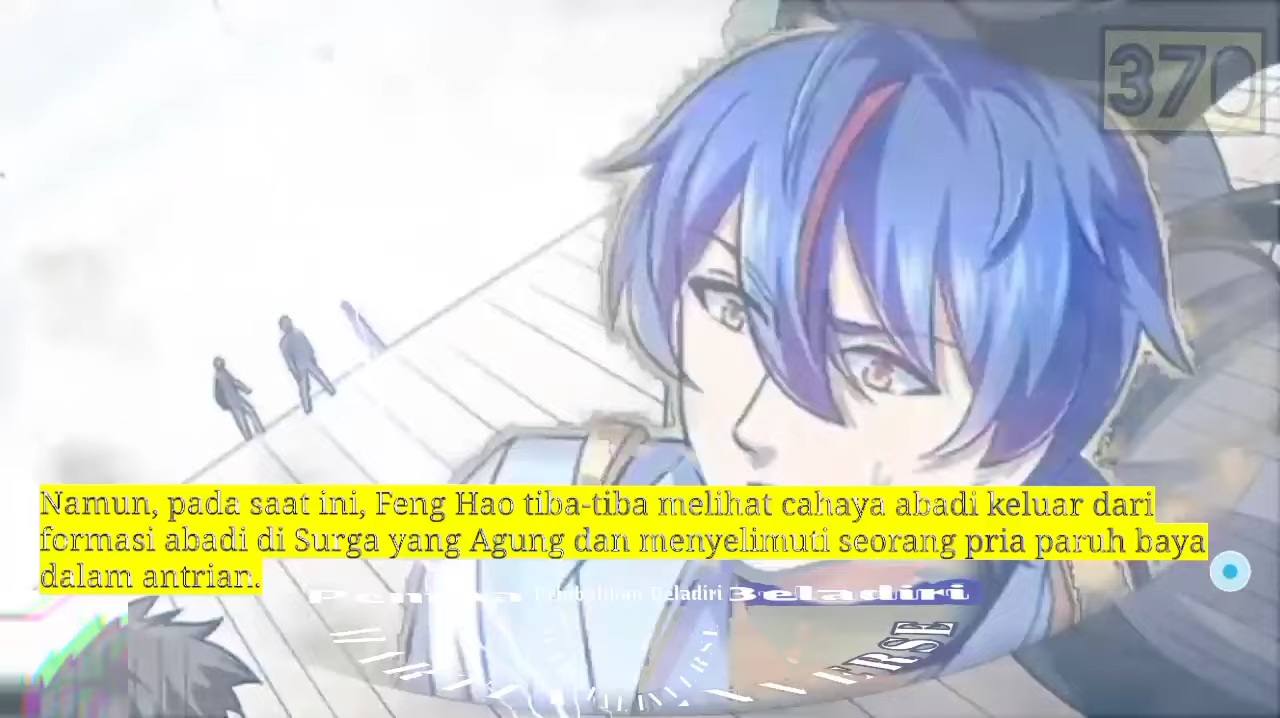 370
Namun, pada saat ini, Feng Hao tiba-tiba melihat cahaya abadi keluar dari
formasi abadi di Surga yang Agung dan menyelimuti seorang pria paruh baya
dalam antrian.
Beladiri Beladiri